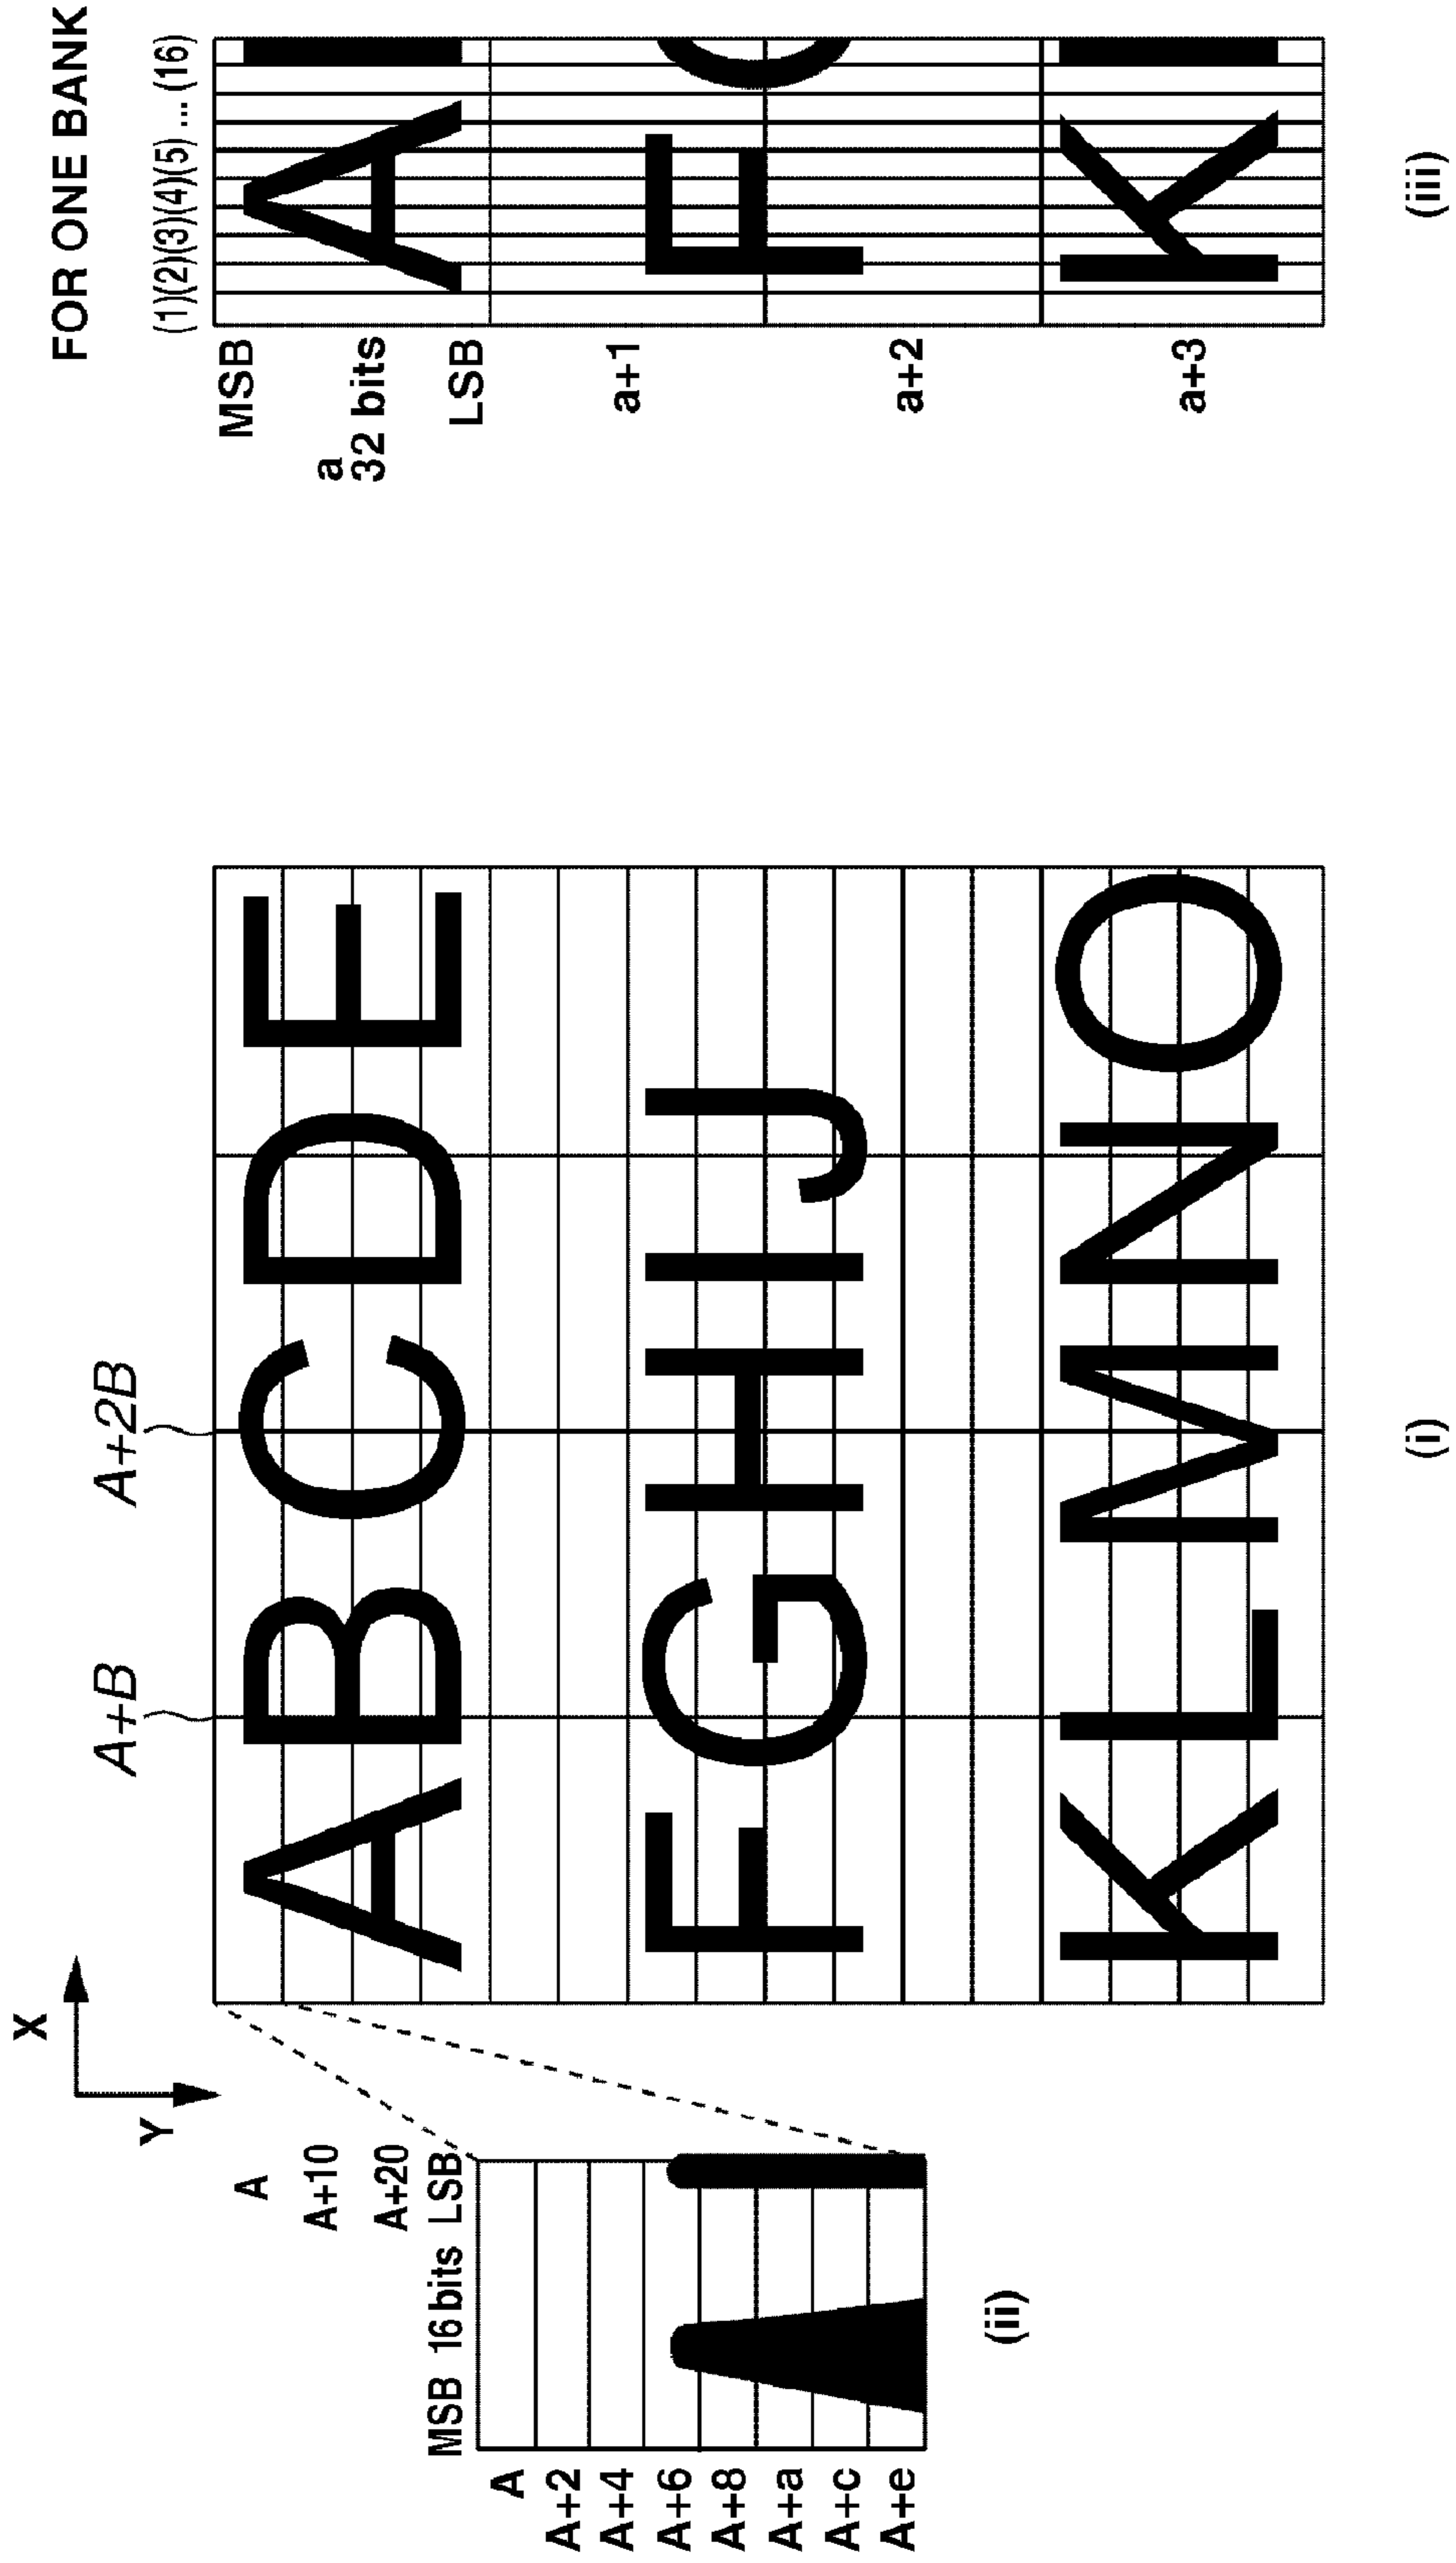 X
Y
A+B
A+2B
A
A+10
A+20
MSB 16 bits LSB
A
A+2
A+4
A+6
A+8
A+a
A+c
A+e
(ii)
ABCDE
FGHIJ
KLMNO
(i)
FOR ONE BANK
(1)(2)(3)(4)(5) ... (16)
MSB
a
32 bits
LSB
a+1
a+2
a+3
A
F
K
(iii)